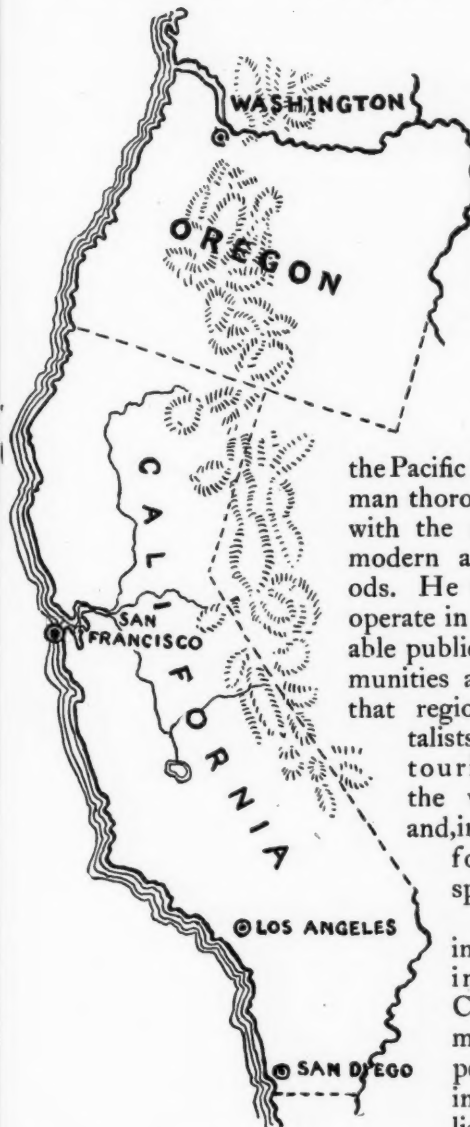 WASHINGTON
OREGON
CALIFORNIA
SAN
FRANCISCO
LOS ANGELES
SAN DIEGO
the Pacific
man thoro
with the
modern a
ods. He
operate in
able public
munities a
that regio
talists
touri
the
and, in
fo
sp
in
in
C
m
pe
in